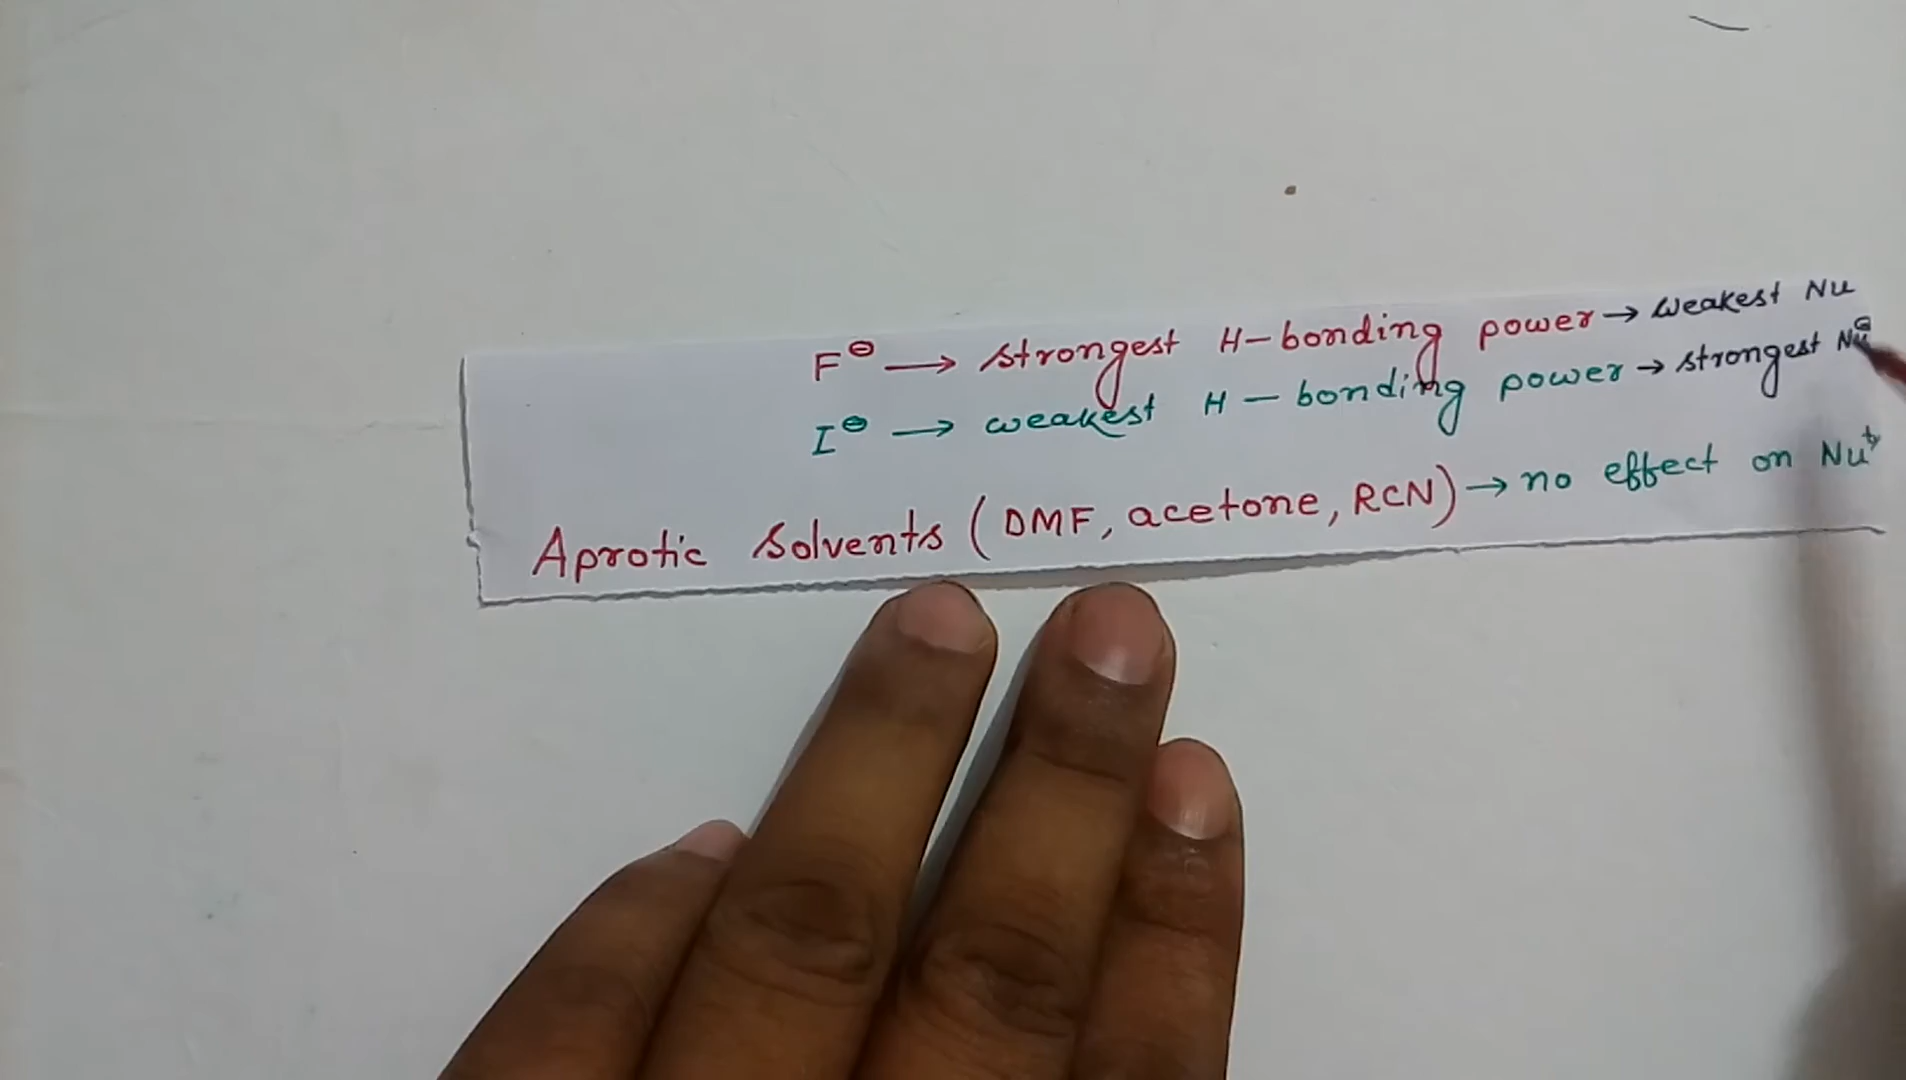 F⊖ → strongest H-bonding power → weakest Nu
I⊖ → weakest H-bonding power → strongest Nu⊖
Aprotic Solvents (DMF, acetone, RCN) → no effect on Nu^ty